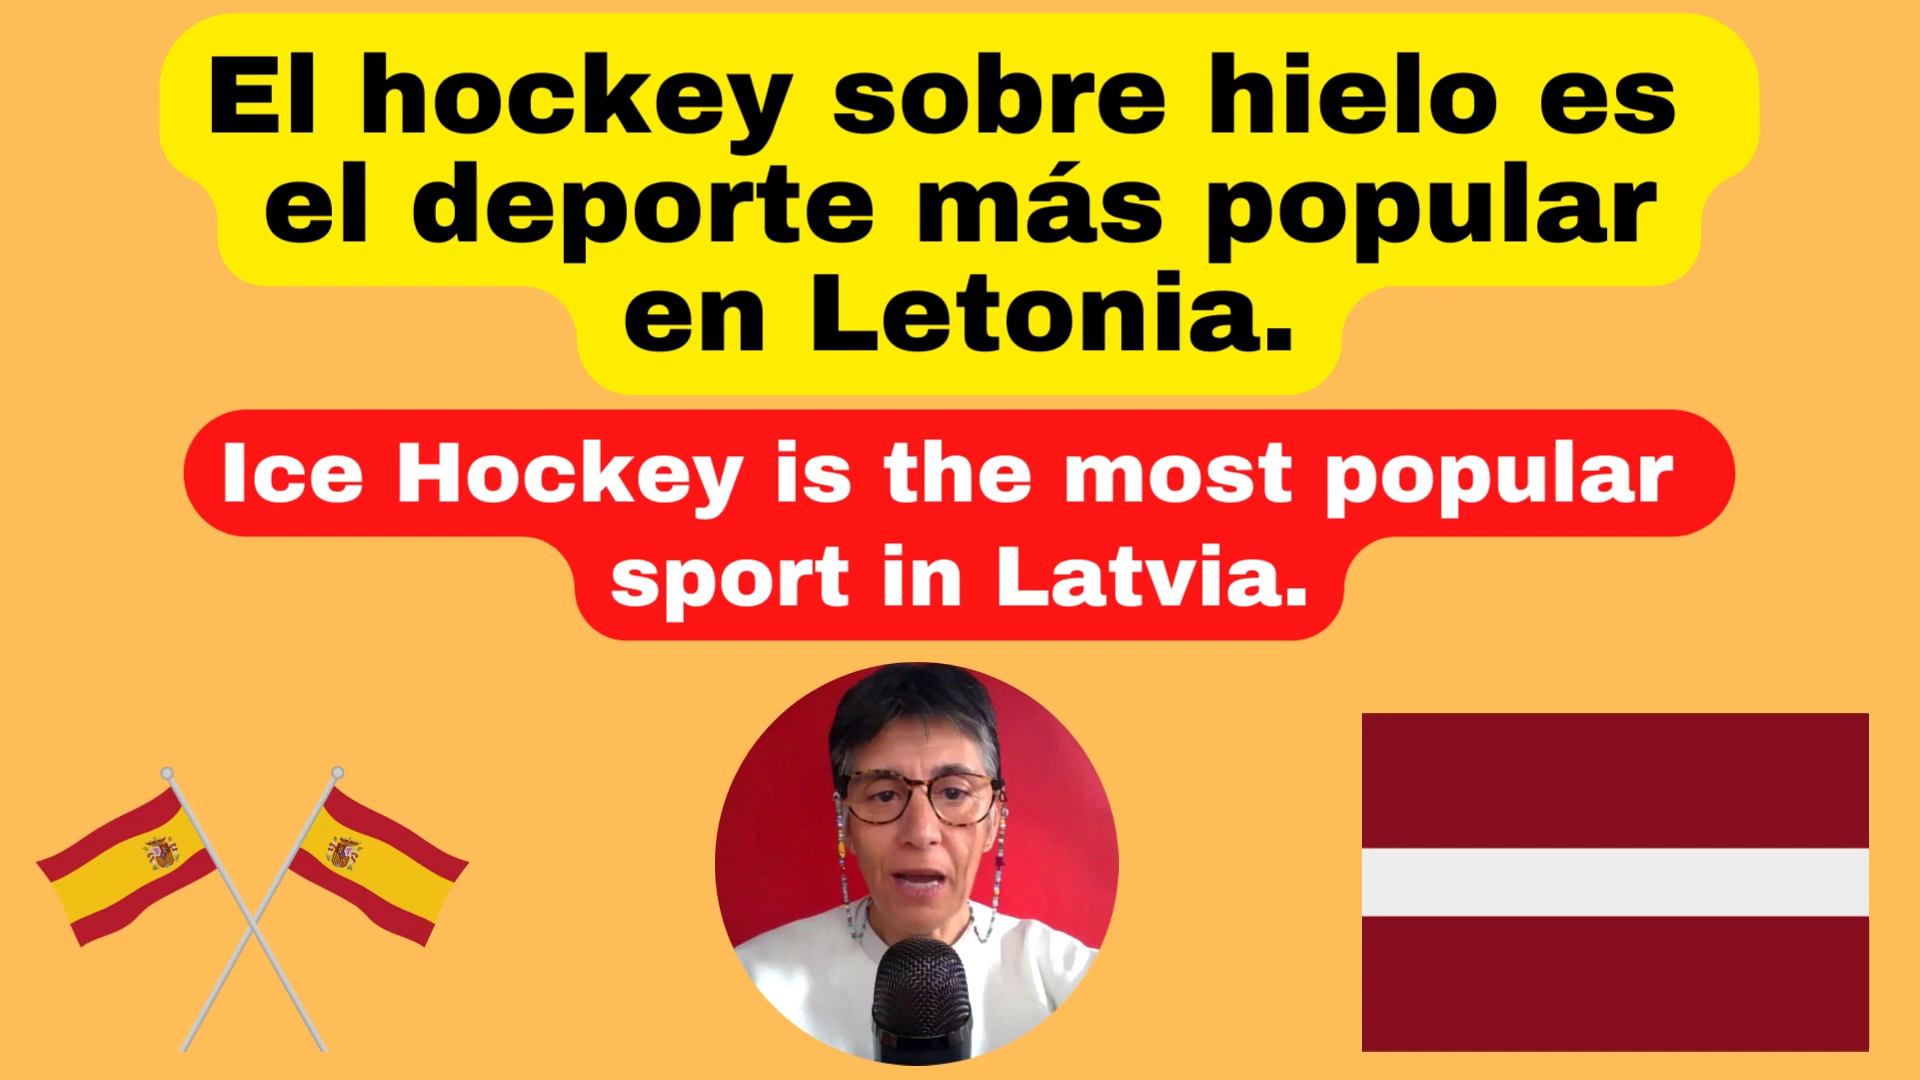 El hockey sobre hielo es
el deporte más popular
en Letonia.
Ice Hockey is the most popular
sport in Latvia.